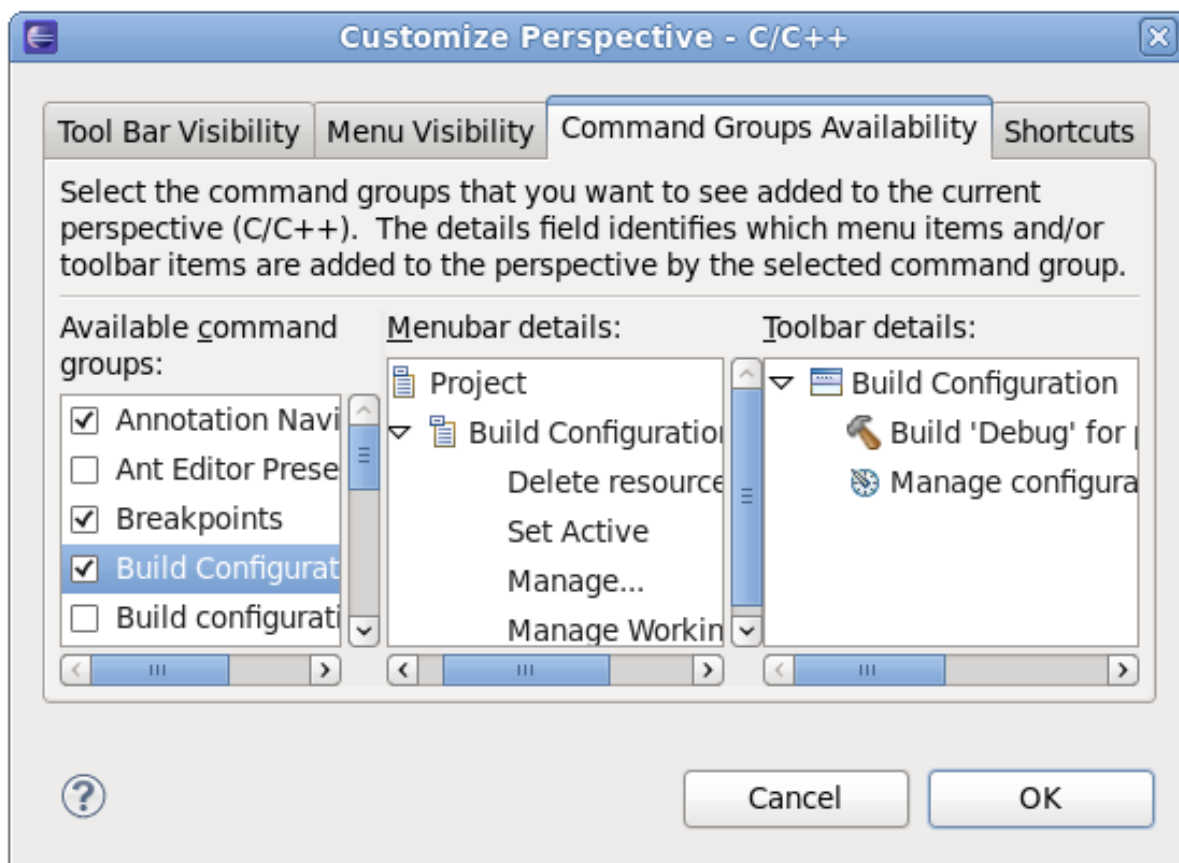 Customize Perspective - C/C++
Tool Bar Visibility
Menu Visibility
Command Groups Availability
Shortcuts
Select the command groups that you want to see added to the current
perspective (C/C++).  The details field identifies which menu items and/or
toolbar items are added to the perspective by the selected command group.
Available command
groups:
Annotation Navi
Ant Editor Prese
Breakpoints
Build Configurat
Build configurati
Menubar details:
Project
Build Configuration
Delete resource
Set Active
Manage...
Manage Workin
Toolbar details:
Build Configuration
Build 'Debug' for p
Manage configura
?
Cancel
OK